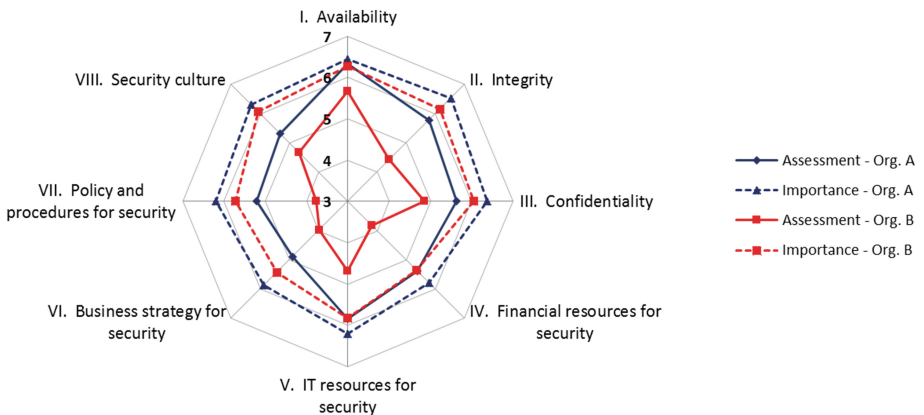 I. Availability
7
VIII. Security culture
6
II. Integrity
5
4
Assessment - Org. A
VII. Policy and
procedures for security
3
III. Confidentiality
Importance - Org. A
Assessment - Org. B
Importance - Org. B
VI. Business strategy for
security
IV. Financial resources for
security
V. IT resources for
security